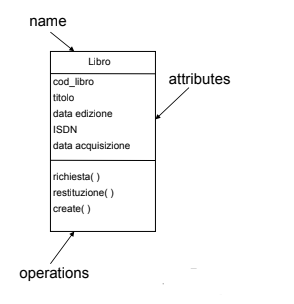 name
Libro
attributes
cod_libro
titolo
data edizione
ISDN
data acquisizione
richiesta( )
restituzione( )
create( )
operations